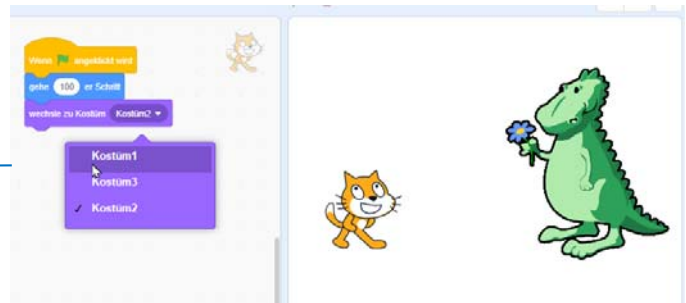 Wenn angeklickt wird
gehe 100 er Schritt
wechsle zu Kostüm Kostüm2
Kostüm1
Kostüm3
✓ Kostüm2